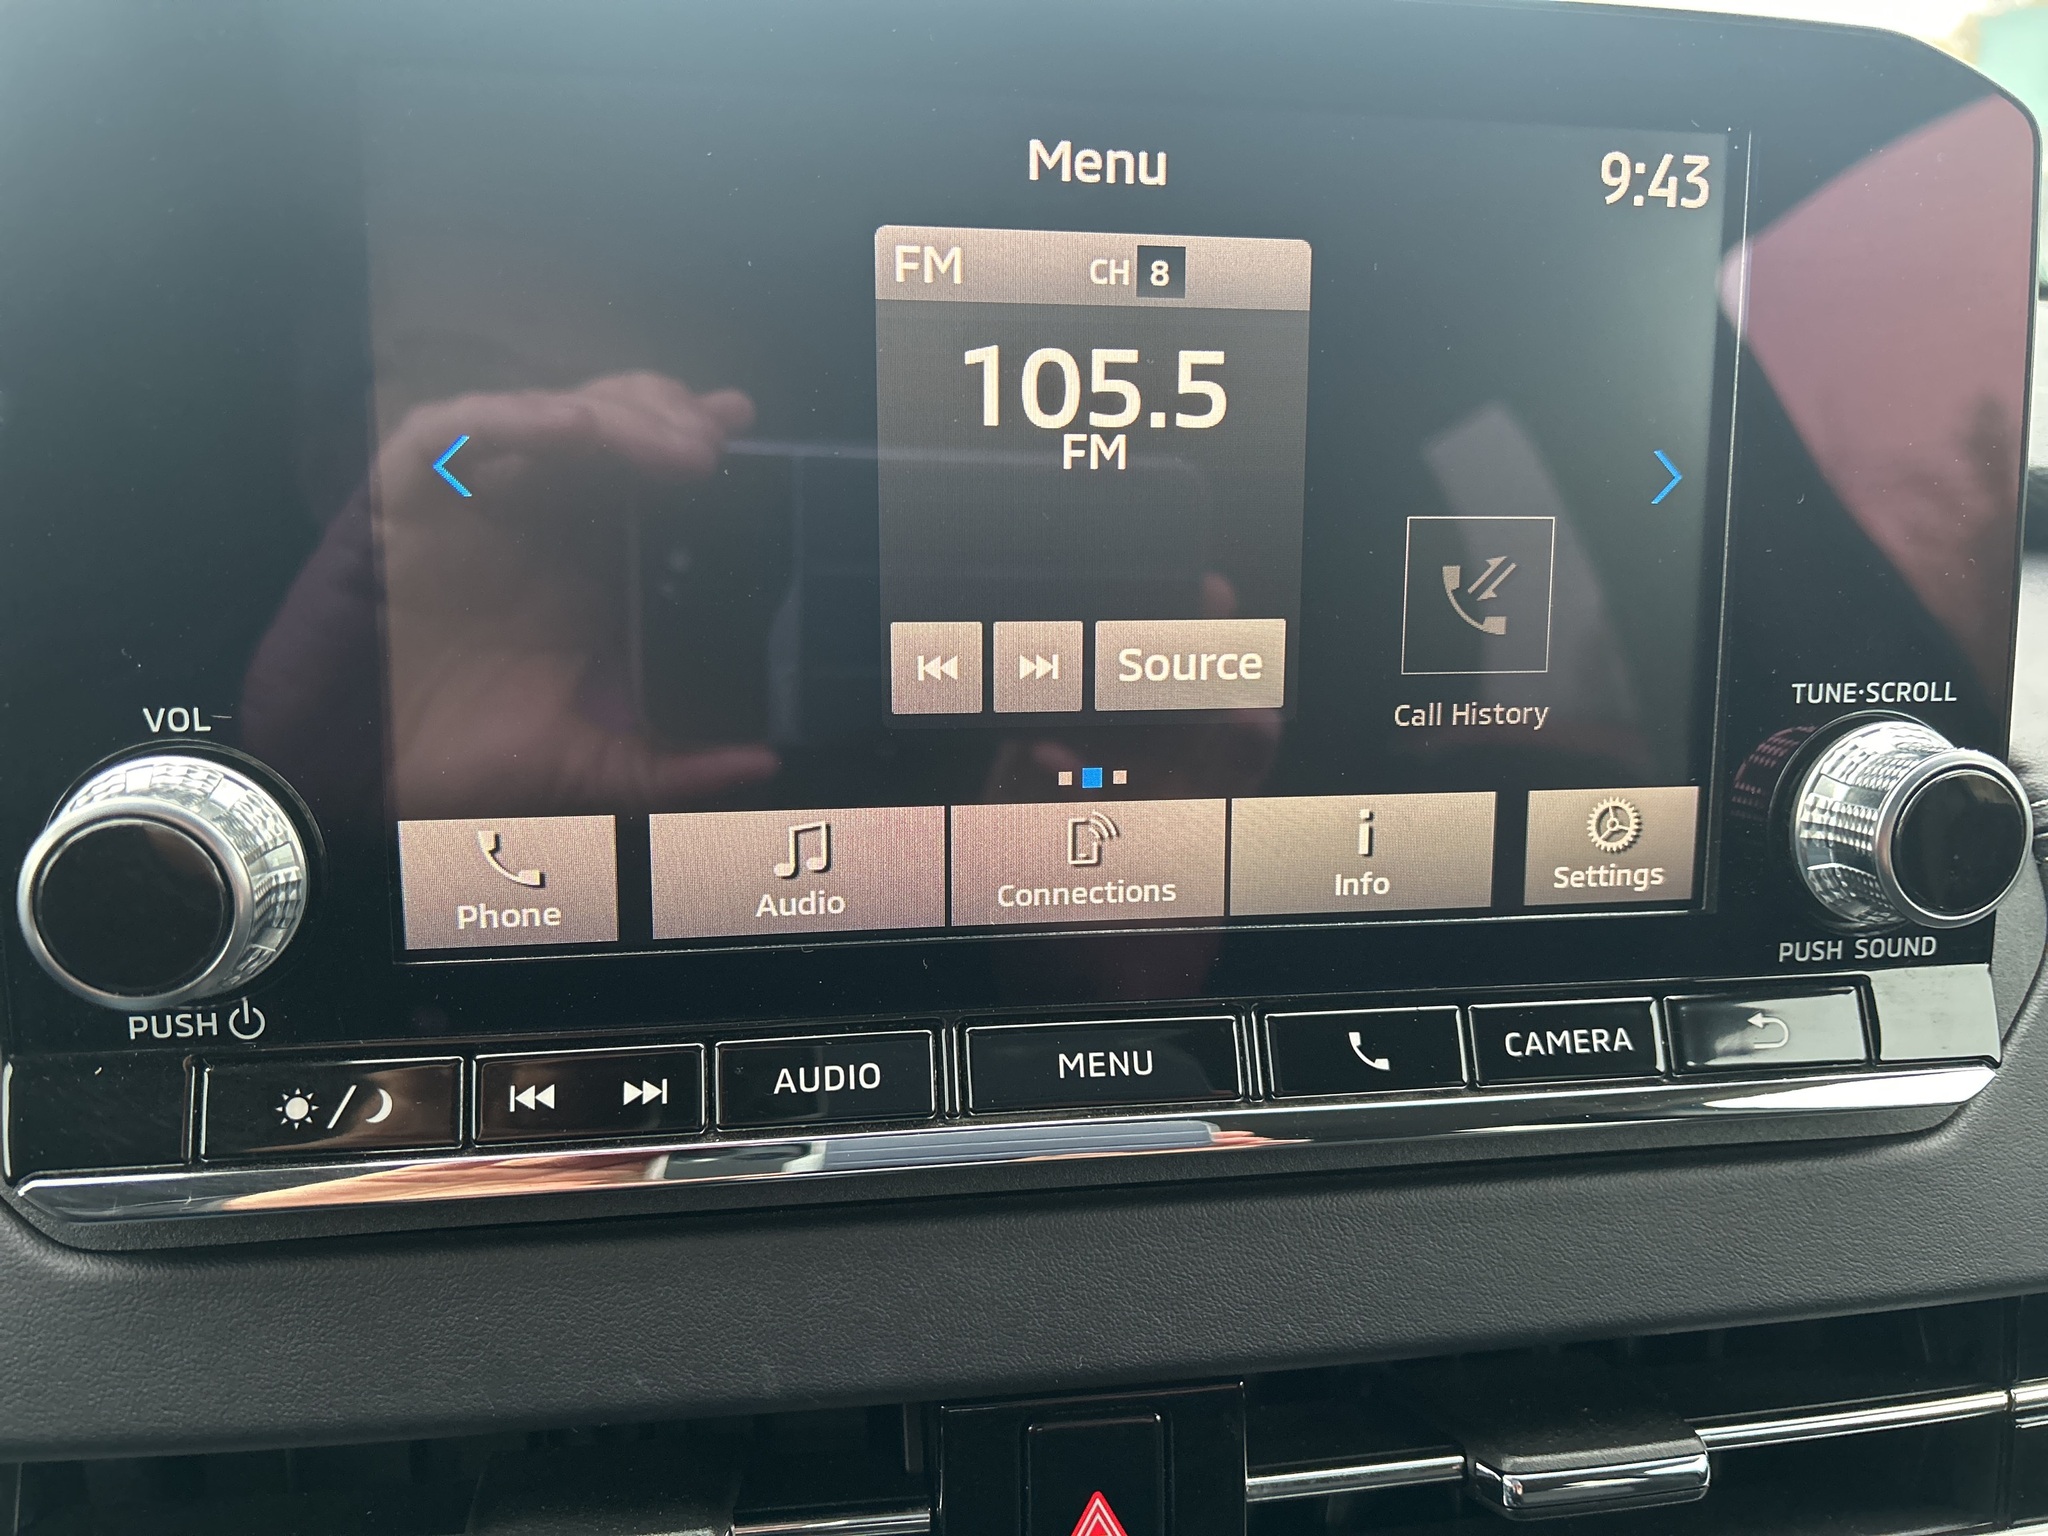 Menu
9:43
FM CH 8
105.5
FM
Source
Call History
VOL
TUNE·SCROLL
Phone
Audio
Connections
Info
Settings
PUSH
PUSH SOUND
AUDIO
MENU
CAMERA